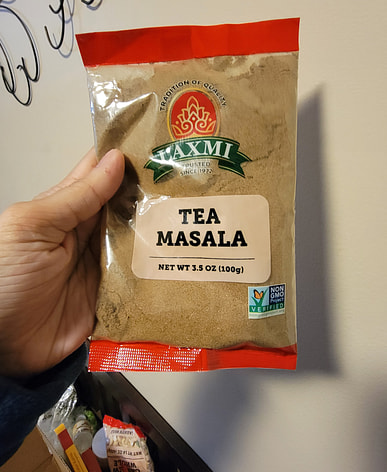 TRADITION OF QUALITY
LAXMI
TRUSTED
SINCE 1972
TEA
MASALA
NET WT 3.5 OZ (100g)
NON
GMO
Project
VERIFIED